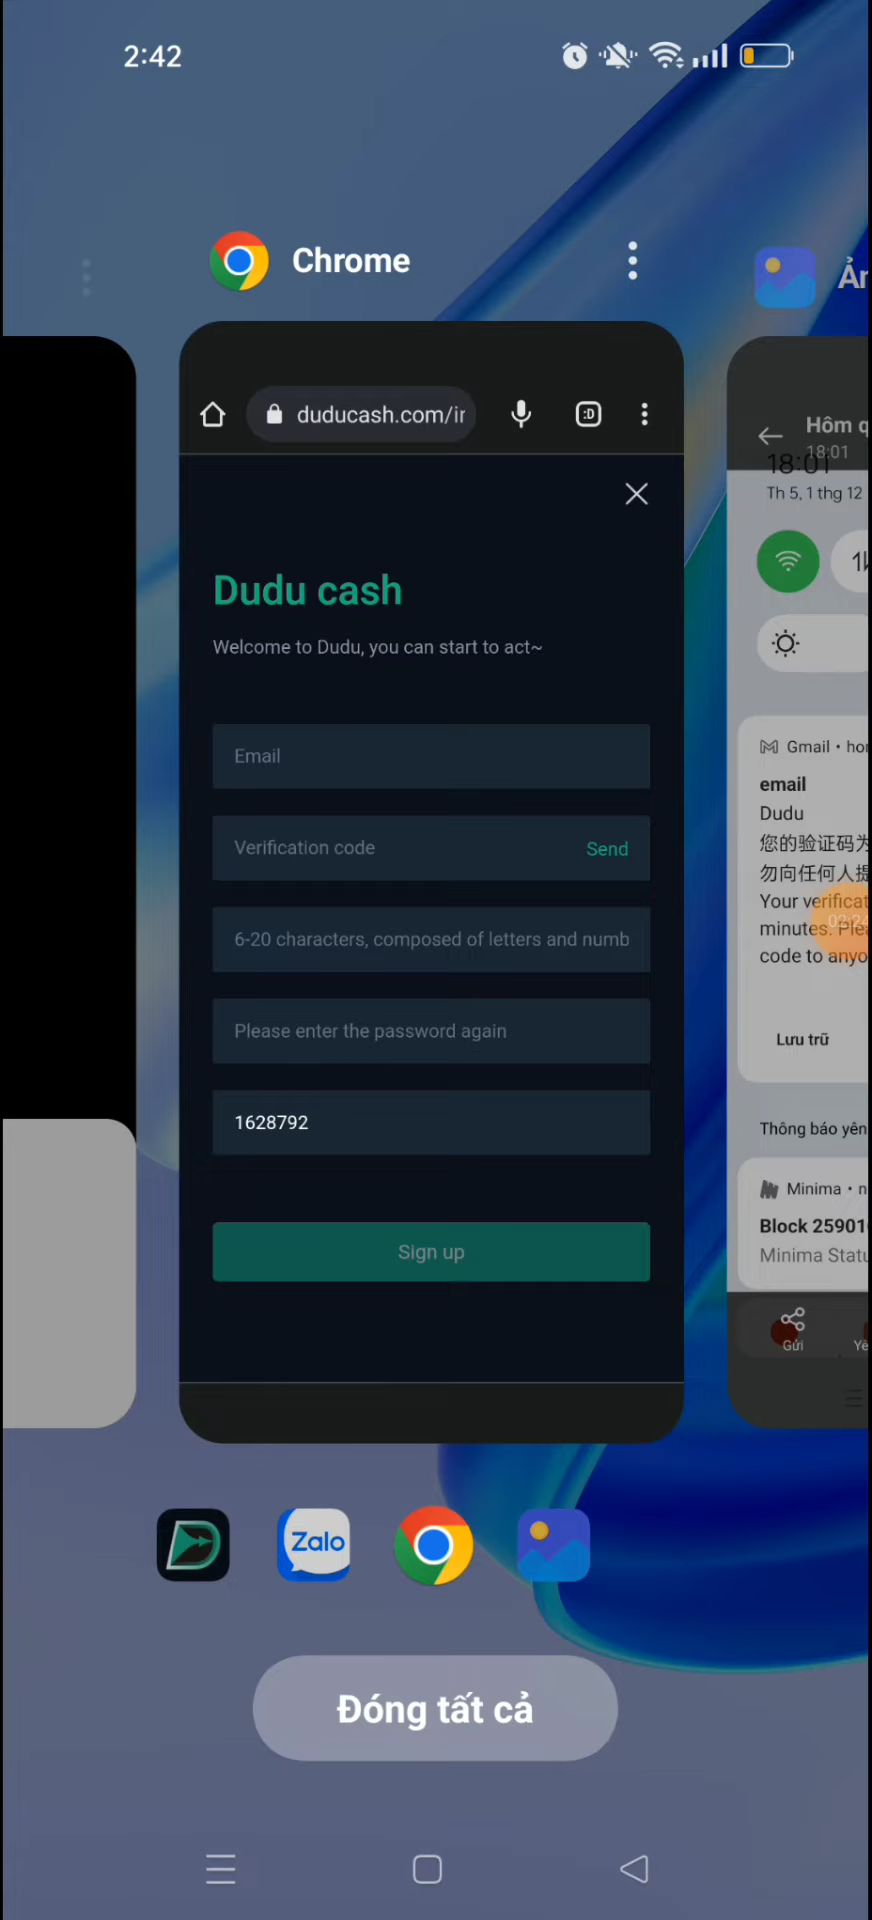 2:42
Chrome
Ản
:D
duducash.com/ir
Dudu cash
Welcome to Dudu, you can start to act~
Email
Verification code
Send
6-20 characters, composed of letters and numb
Please enter the password again
1628792
Sign up
Hôm q
18:01
18:01
Th 5, 1 thg 12
Gmail • hon
email
Dudu
您的验证码为
勿向任何人提
Your verificat
minutes. Plea
code to anyo
Lưu trữ
Thông báo yên
Minima • n
Block 25901
Minima Statu
Gửi
Yê
Zalo
Đóng tất cả